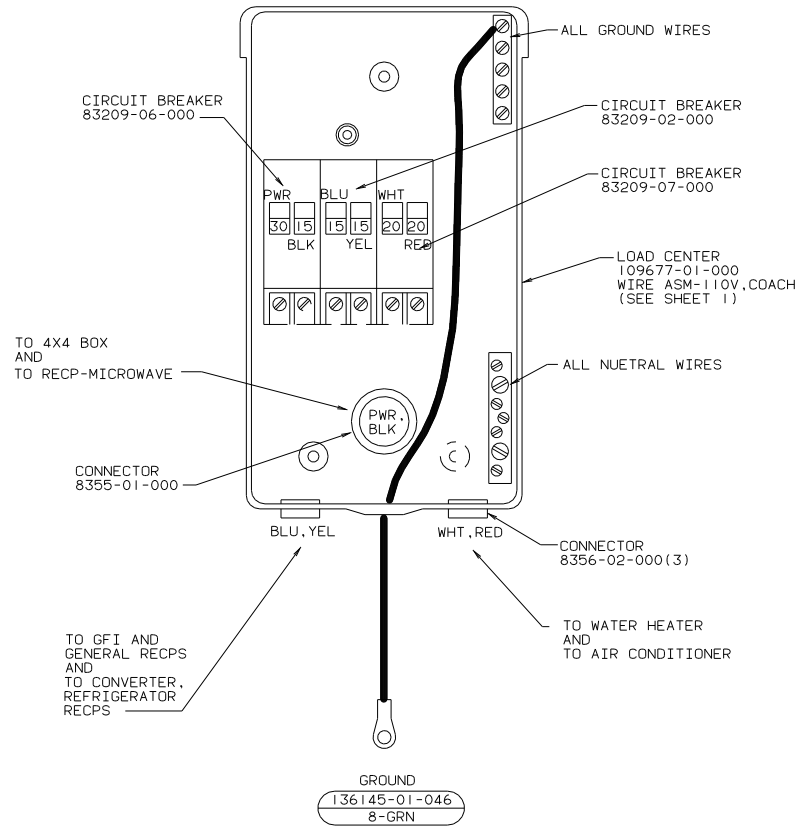 ALL GROUND WIRES
CIRCUIT BREAKER
83209-06-000
CIRCUIT BREAKER
83209-02-000
CIRCUIT BREAKER
83209-07-000
PWR
BLU
WHT
30
15
15
15
20
20
BLK
YEL
RED
LOAD CENTER
109677-01-000
WIRE ASM-110V,COACH
(SEE SHEET 1)
TO 4X4 BOX
AND
TO RECP-MICROWAVE
ALL NUETRAL WIRES
PWR,
BLK
CONNECTOR
8355-01-000
BLU,YEL
WHT,RED
CONNECTOR
8356-02-000(3)
TO GFI AND
GENERAL RECPS
AND
TO CONVERTER,
REFRIGERATOR
RECPS
TO WATER HEATER
AND
TO AIR CONDITIONER
GROUND
136145-01-046
8-GRN